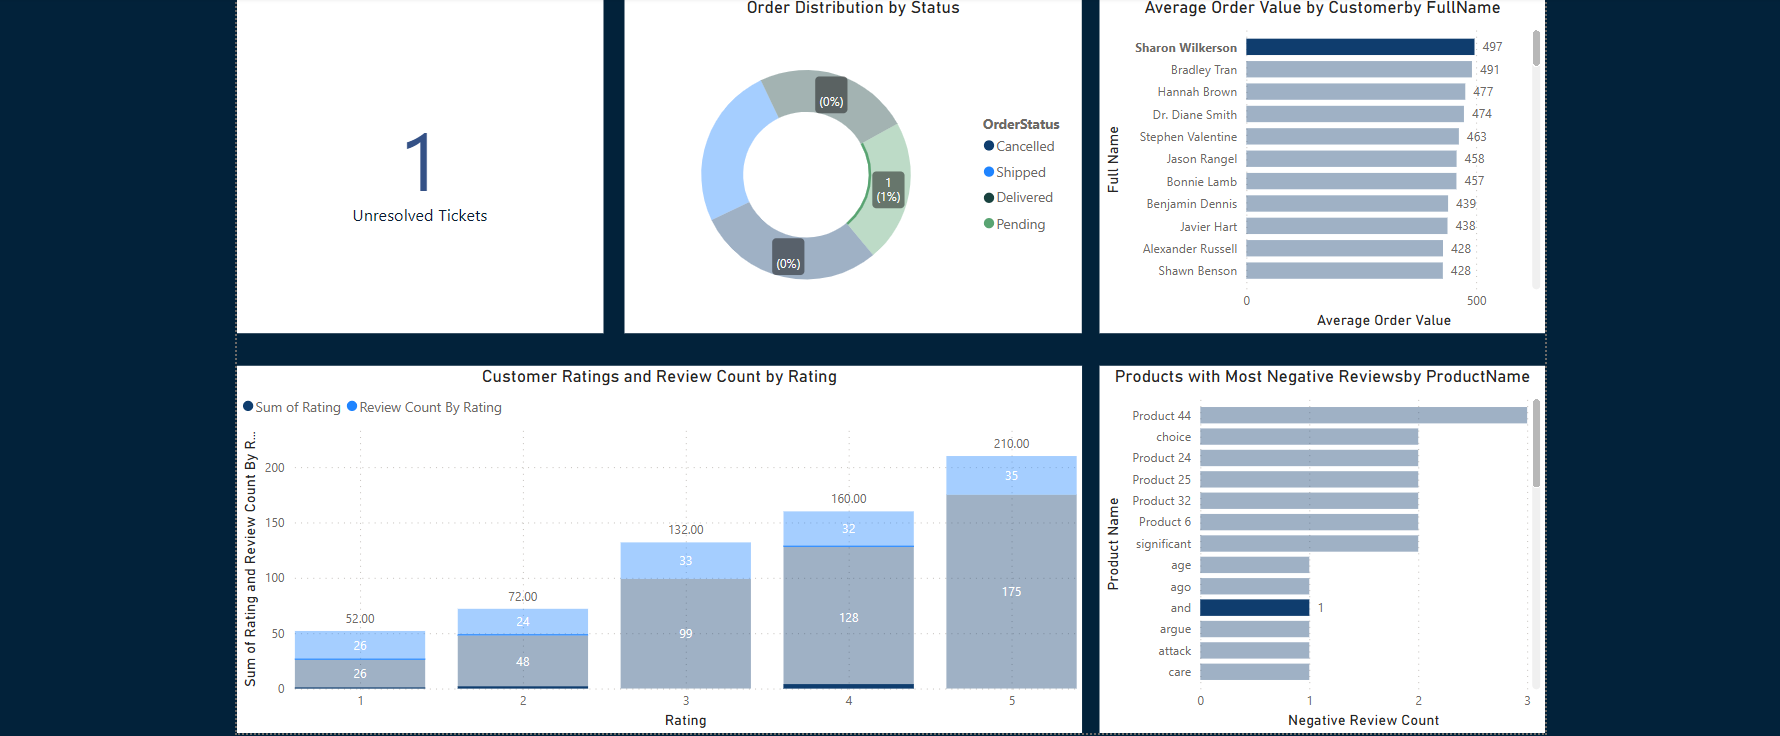 1
Unresolved Tickets
Order Distribution by Status
(0%)
1
(1%)
(0%)
OrderStatus
Cancelled
Shipped
Delivered
Pending
Average Order Value by Customerby FullName
Full Name
Sharon Wilkerson 497
Bradley Tran 491
Hannah Brown 477
Dr. Diane Smith 474
Stephen Valentine 463
Jason Rangel 458
Bonnie Lamb 457
Benjamin Dennis 439
Javier Hart 438
Alexander Russell 428
Shawn Benson 428
0 500
Average Order Value
Customer Ratings and Review Count by Rating
Sum of Rating Review Count By Rating
Sum of Rating and Review Count By R...
200
150
100
50
0
52.00
26
26
72.00
24
48
132.00
33
99
160.00
32
128
210.00
35
175
1 2 3 4 5
Rating
Products with Most Negative Reviewsby ProductName
Product Name
Product 44
choice
Product 24
Product 25
Product 32
Product 6
significant
age
ago
and 1
argue
attack
care
0 1 2 3
Negative Review Count